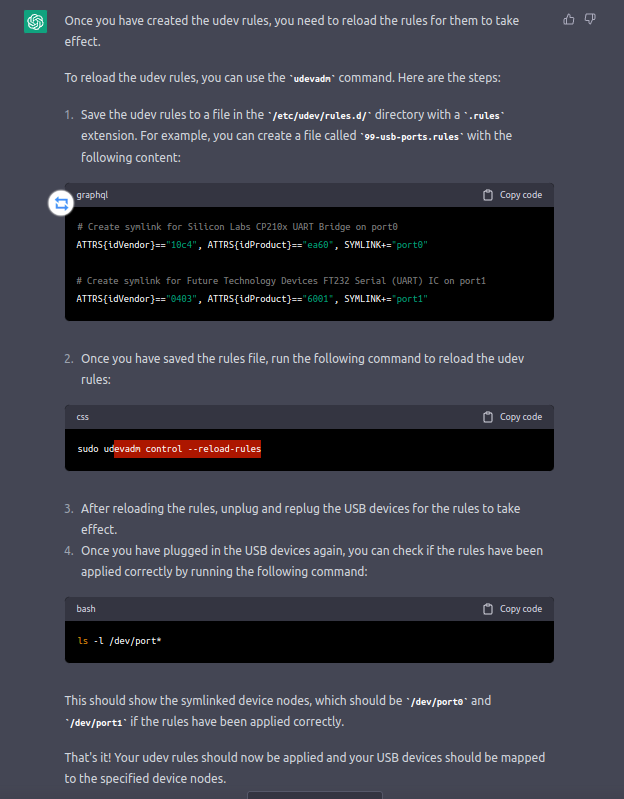 Once you have created the udev rules, you need to reload the rules for them to take
effect.
To reload the udev rules, you can use the `udevadm` command. Here are the steps:
1. Save the udev rules to a file in the `/etc/udev/rules.d/` directory with a `.rules`
extension. For example, you can create a file called `99-usb-ports.rules` with the
following content:
graphql
Copy code
# Create symlink for Silicon Labs CP210x UART Bridge on port0
ATTRS{idVendor}=="10c4", ATTRS{idProduct}=="ea60", SYMLINK+="port0"
# Create symlink for Future Technology Devices FT232 Serial (UART) IC on port1
ATTRS{idVendor}=="0403", ATTRS{idProduct}=="6001", SYMLINK+="port1"
2. Once you have saved the rules file, run the following command to reload the udev
rules:
css
Copy code
sudo udevadm control --reload-rules
3. After reloading the rules, unplug and replug the USB devices for the rules to take
effect.
4. Once you have plugged in the USB devices again, you can check if the rules have been
applied correctly by running the following command:
bash
Copy code
ls -l /dev/port*
This should show the symlinked device nodes, which should be `/dev/port0` and
`/dev/port1` if the rules have been applied correctly.
That's it! Your udev rules should now be applied and your USB devices should be mapped
to the specified device nodes.